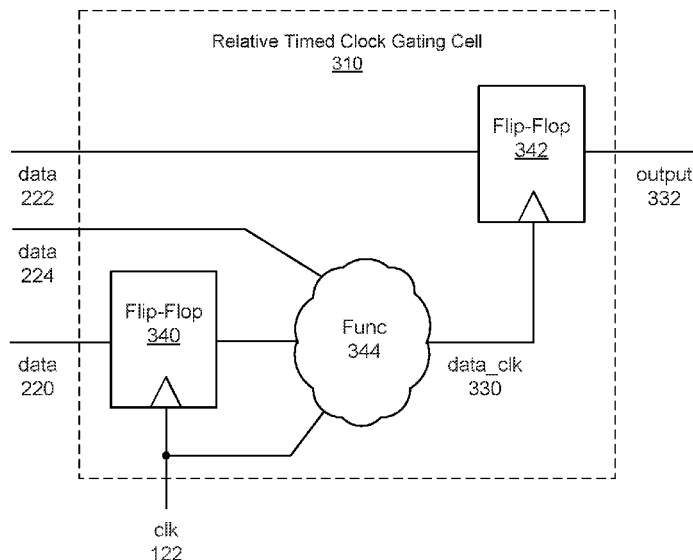 Relative Timed Clock Gating Cell
310
Flip-Flop
342
data
222
output
332
data
224
Flip-Flop
340
Func
344
data
220
data_clk
330
clk
122